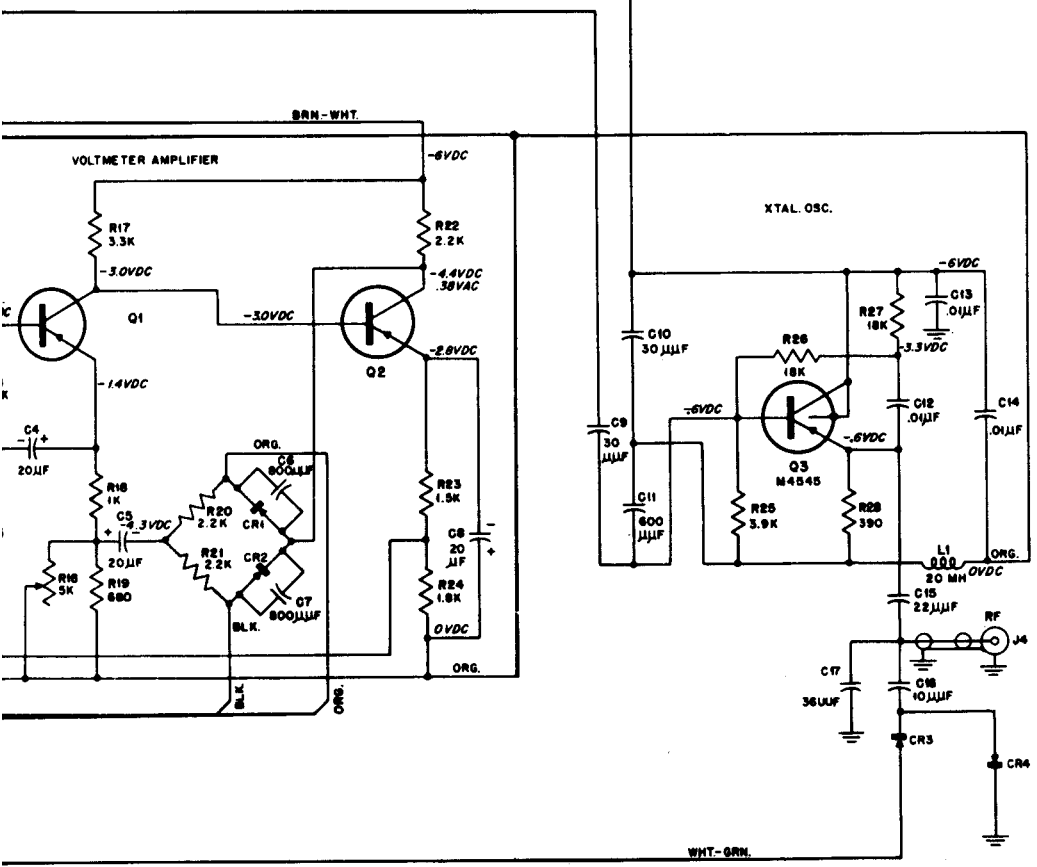 BRN.-WHT.
-6VDC
VOLTMETER AMPLIFIER
XTAL. OSC.
R17
3.3K
R22
2.2K
-3.0VDC
-4.4VDC
.38VAC
-6VDC
C13
.01µF
R27
18K
Q1
-3.0VDC
C10
30µµF
-3.3VDC
R26
18K
-2.8VDC
Q2
-1.4VDC
K
C12
.01µF
C14
.01µF
-.6VDC
C9
30
µµF
-.6VDC
C4
- +
20µF
ORG.
C6
800µµF
Q3
M4545
R18
1K
R23
1.5K
C11
600
µµF
R25
3.9K
R28
390
C5
+ -
-4.3VDC
20µF
R20
2.2K
CR1
R21
2.2K
CR2
C8
20
µF
-
+
L1
20 MH
ORG.
0VDC
R16
5K
R19
680
R24
1.8K
C7
800µµF
C15
22µµF
BLK.
0VDC
RF
J4
ORG.
C17
36UUF
C16
10µµF
BLK.
ORG.
CR3
CR4
WHT.-GRN.